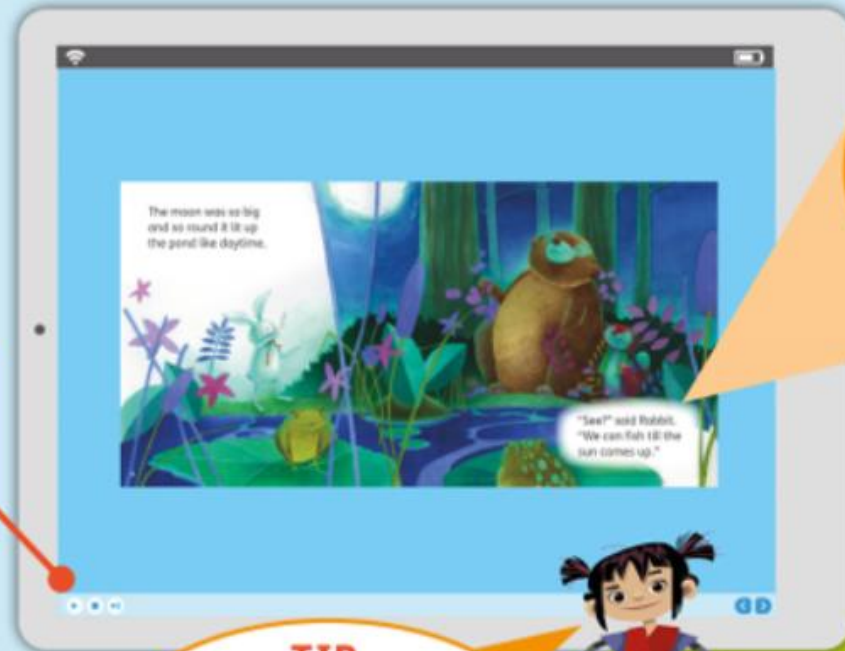 The moon was so big
and so round it lit up
the pond like daytime.
"See?" said Rabbit.
"We can fish till the
sun comes up."
TIP